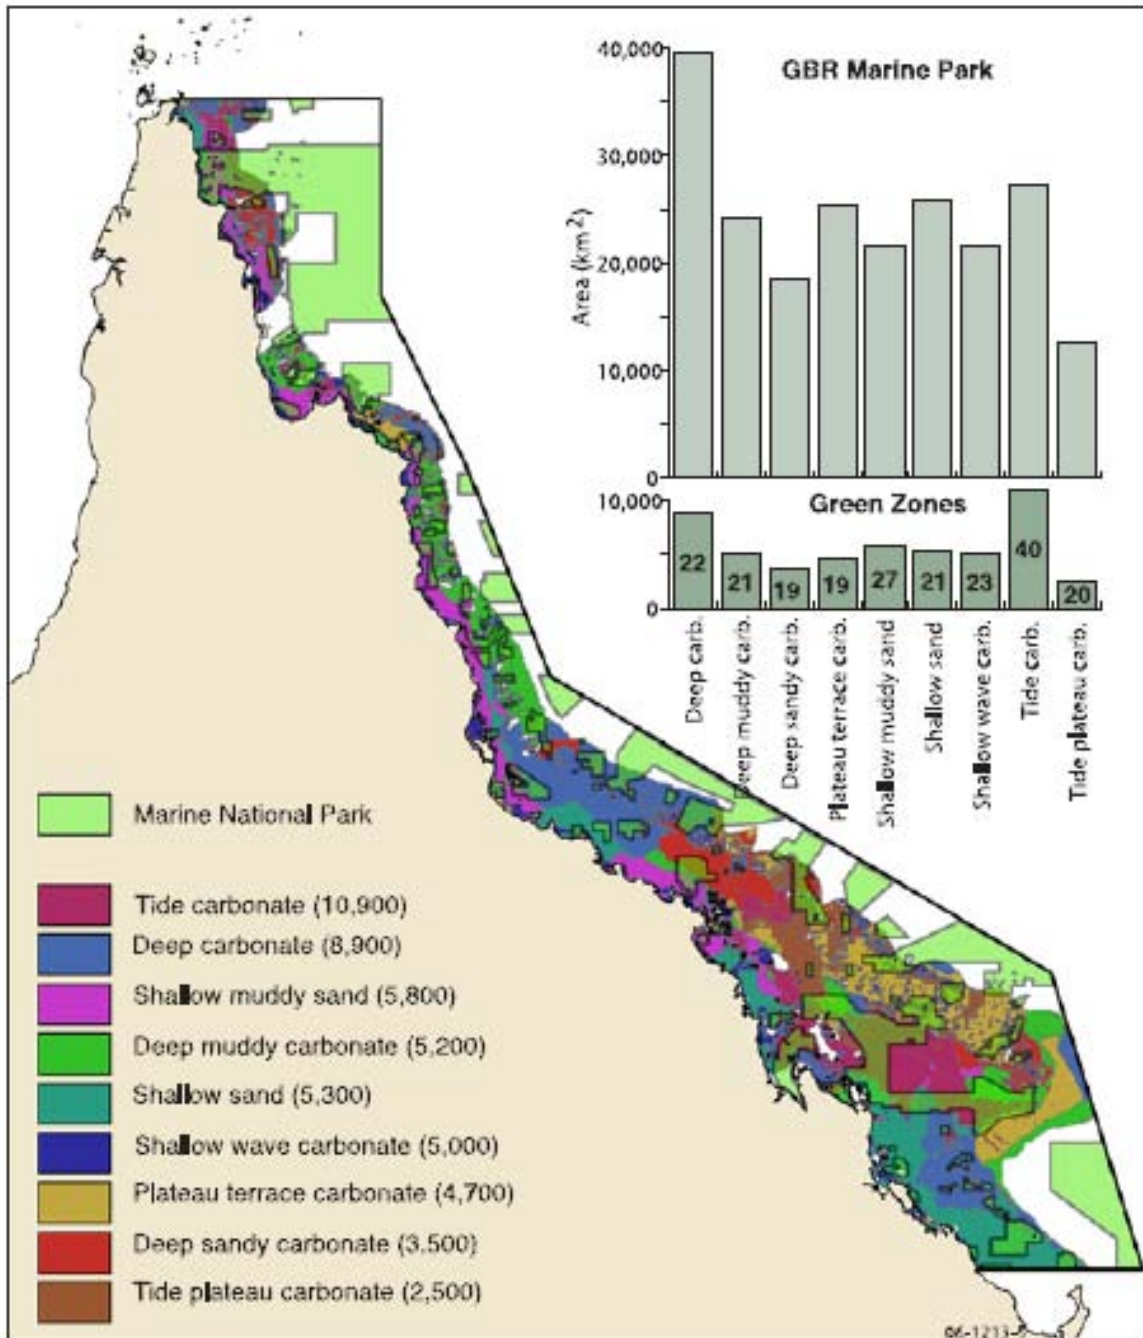 40,000
GBR Marine Park
30,000
Area (km²)
20,000
10,000
0
10,000
Green Zones
22
21
19
19
27
21
23
40
20
0
Deep carb.
Deep muddy carb.
Deep sandy carb.
Plateau terrace carb.
Shallow muddy sand
Shallow sand
Shallow wave carb.
Tide carb.
Tide plateau carb.
Marine National Park
Tide carbonate (10,900)
Deep carbonate (8,900)
Shallow muddy sand (5,800)
Deep muddy carbonate (5,200)
Shallow sand (5,300)
Shallow wave carbonate (5,000)
Plateau terrace carbonate (4,700)
Deep sandy carbonate (3,500)
Tide plateau carbonate (2,500)
06-1213-